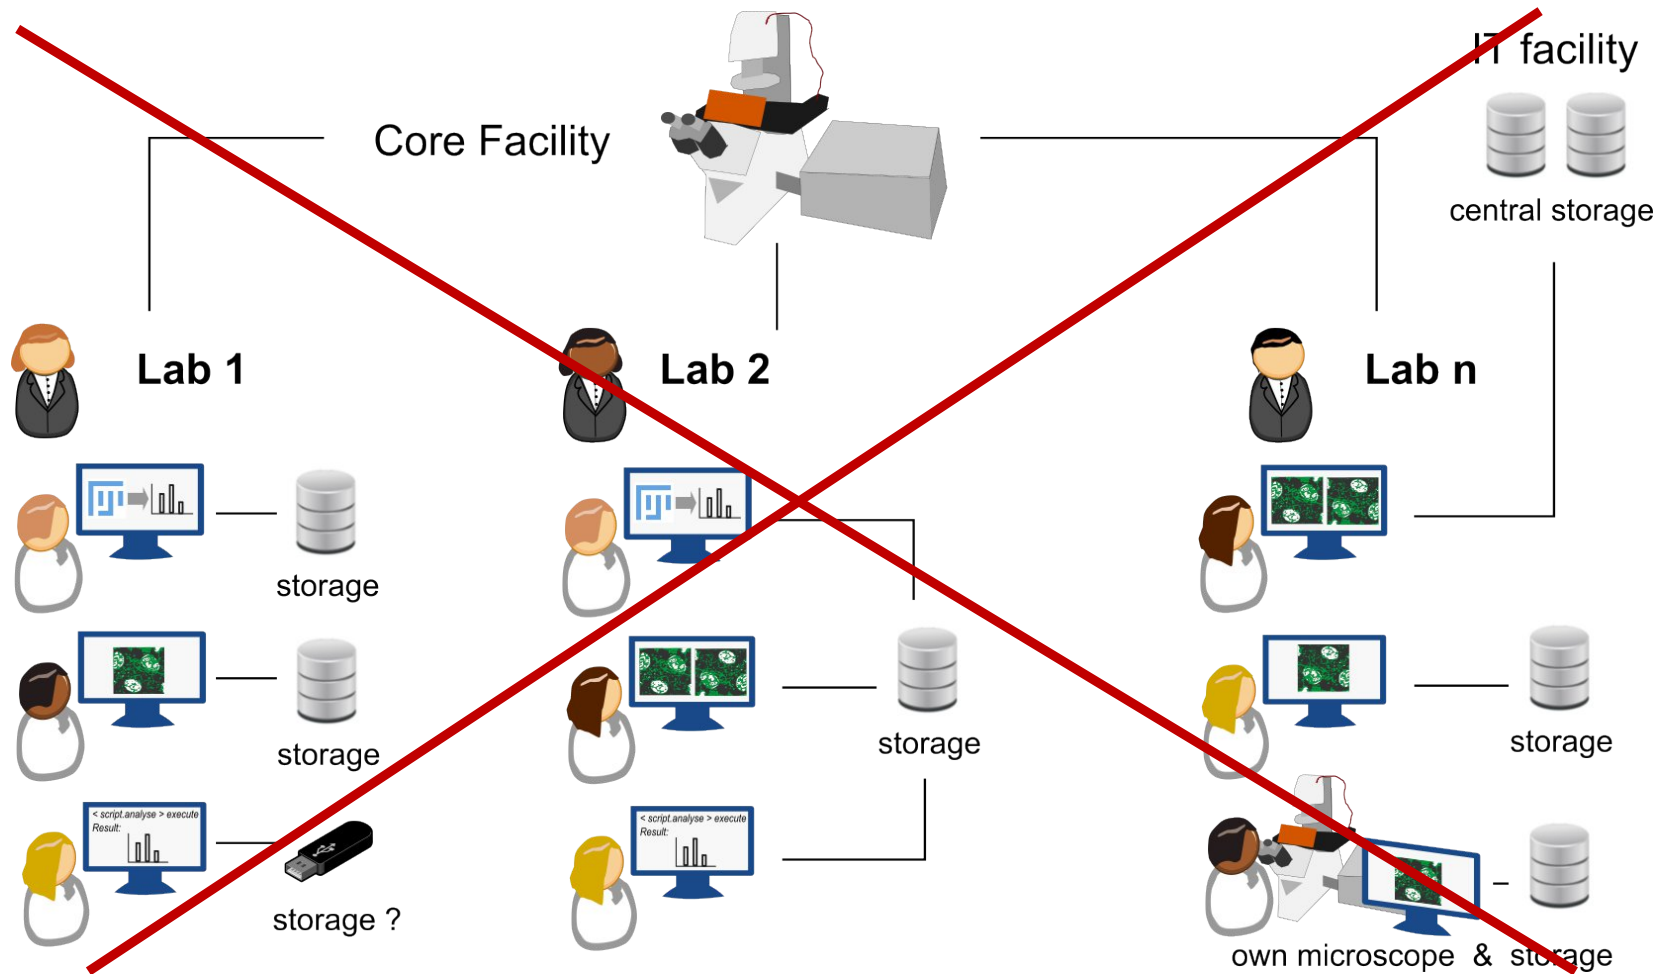 IT facility
Core Facility
central storage
Lab 1
Lab 2
Lab n
storage
storage
< script.analyse > execute
Result:
storage ?
storage
< script.analyse > execute
Result:
storage
own microscope & storage